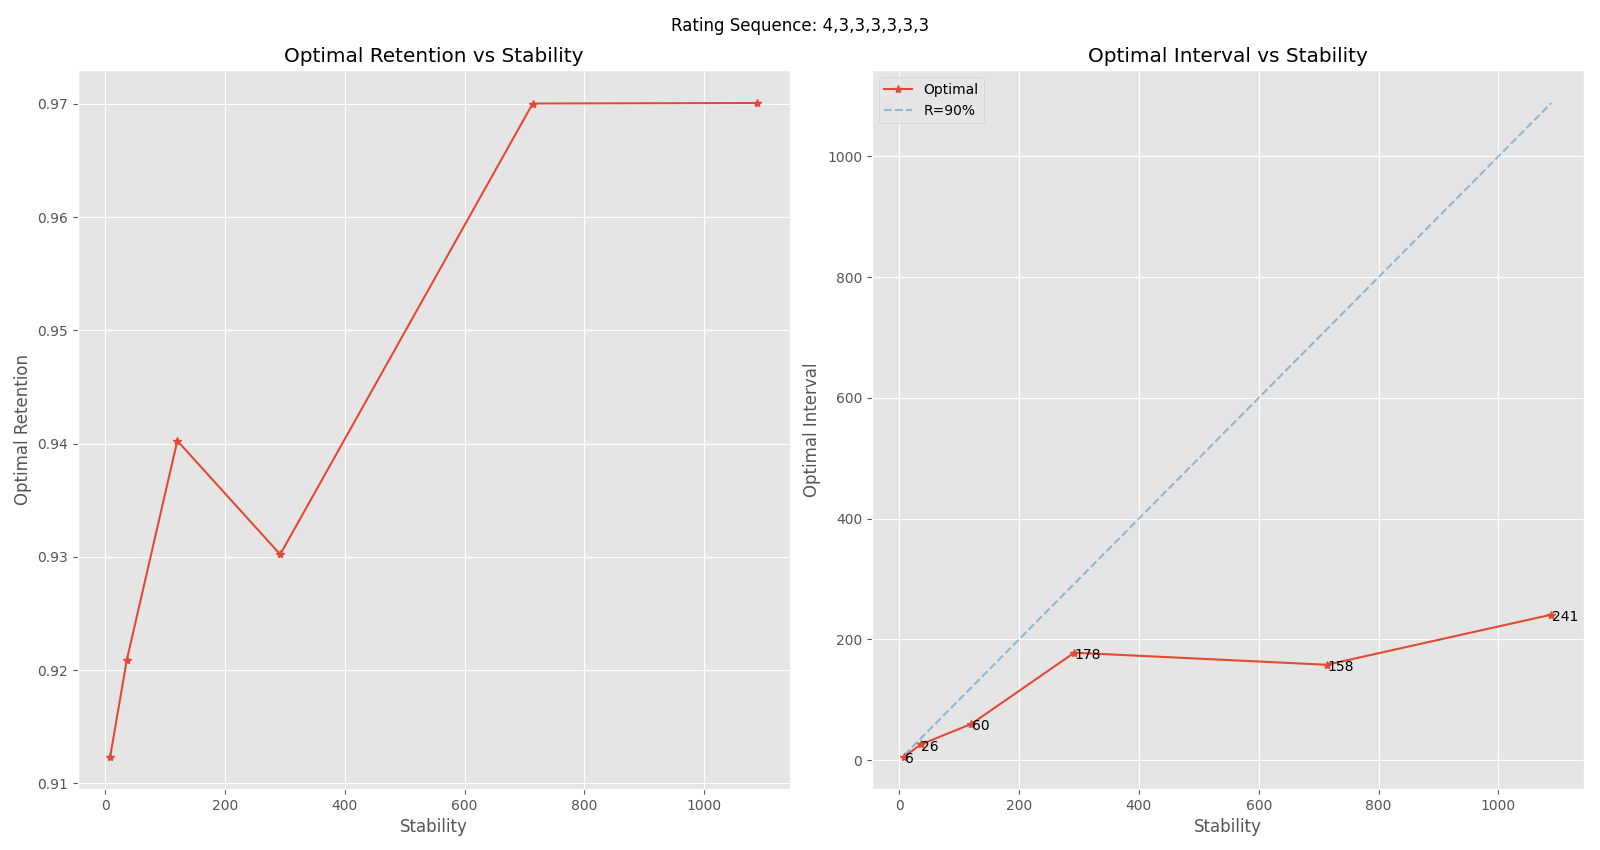 Rating Sequence: 4,3,3,3,3,3,3,3
Optimal Retention vs Stability
0.97
0.96
0.95
0.94
0.93
0.92
0.91
Optimal Retention
0 200 400 600 800 1000
Stability
Optimal Interval vs Stability
Optimal
R=90%
1000
800
600
400
200
0
Optimal Interval
6
26
60
178
158
241
0 200 400 600 800 1000
Stability